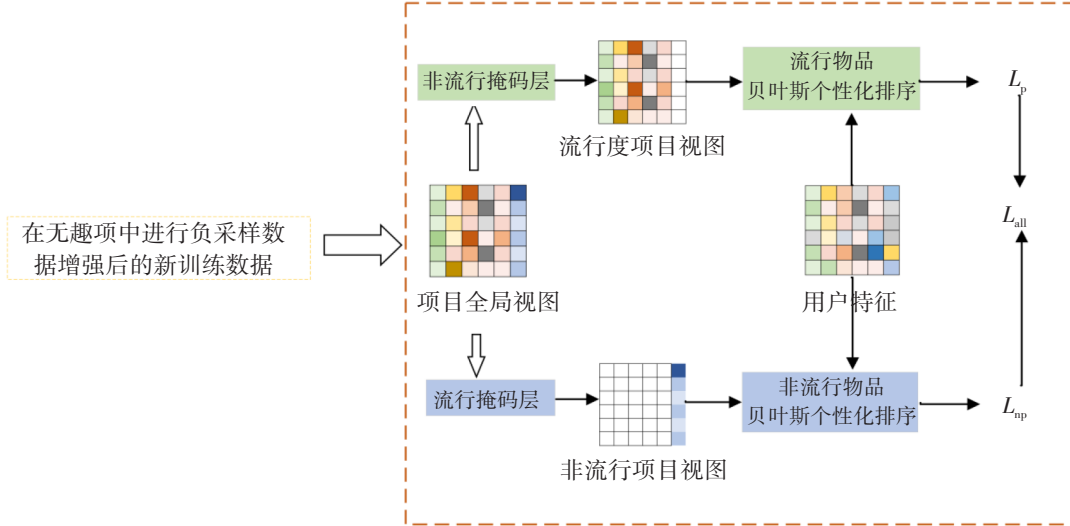 流行物品
贝叶斯个性化排序
非流行掩码层
L_p
流行度项目视图
在无趣项中进行负采样数
据增强后的新训练数据
L_all
项目全局视图
用户特征
流行掩码层
非流行物品
贝叶斯个性化排序
L_np
非流行项目视图